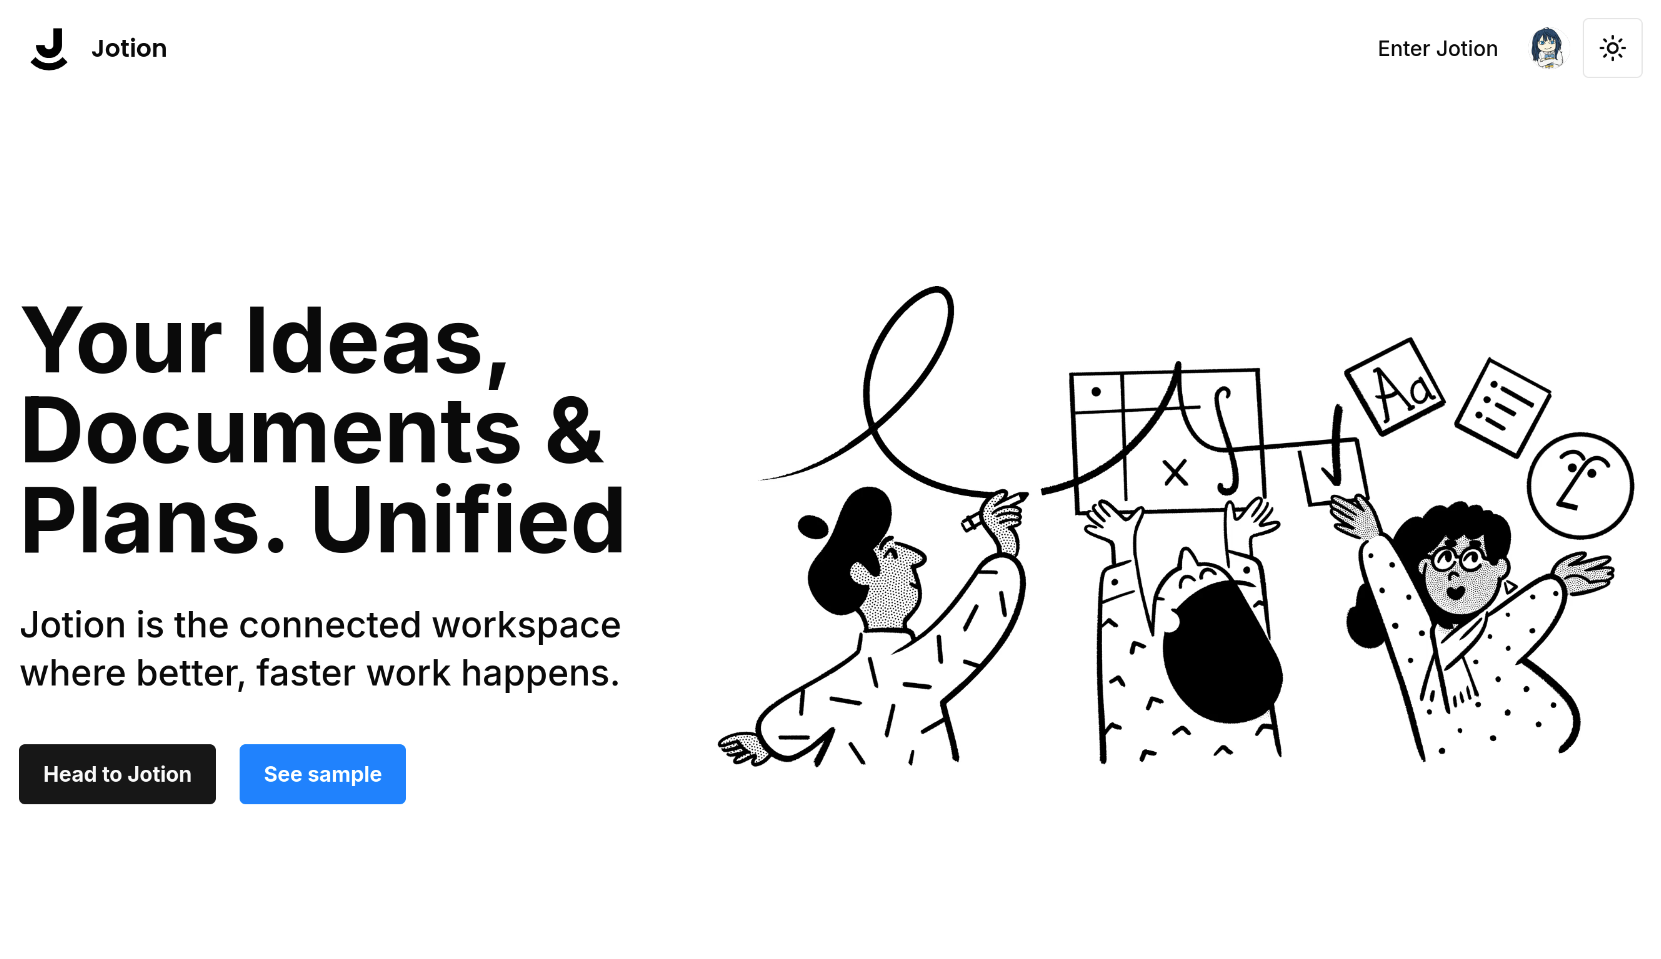 Jotion
Enter Jotion
Your Ideas,
Documents &
Plans. Unified
Jotion is the connected workspace
where better, faster work happens.
Head to Jotion
See sample
Aa